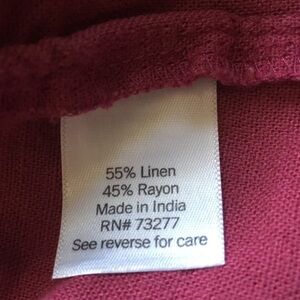 55% Linen
45% Rayon
Made in India
RN# 73277
See reverse for care